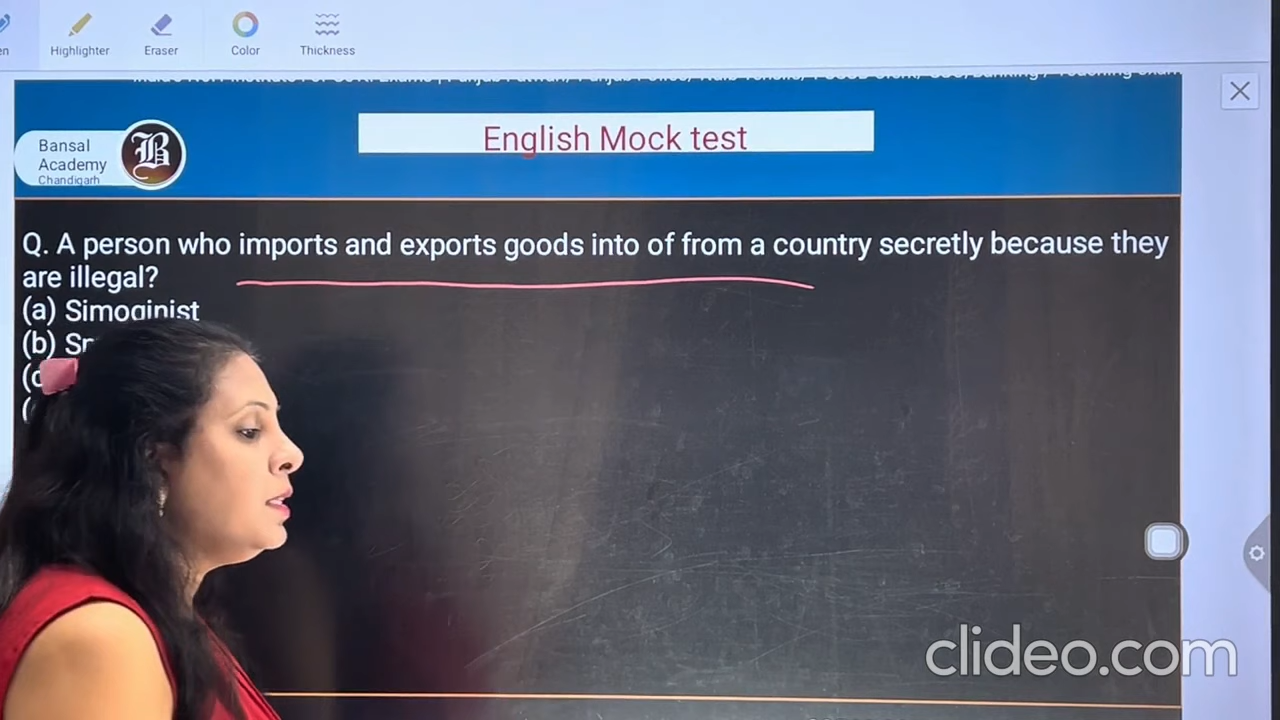 Highlighter
Eraser
Color
Thickness
Bansal
Academy
Chandigarh
B
English Mock test
Q. A person who imports and exports goods into of from a country secretly because they
are illegal?
(a) Simoginist
(b)
clideo.com